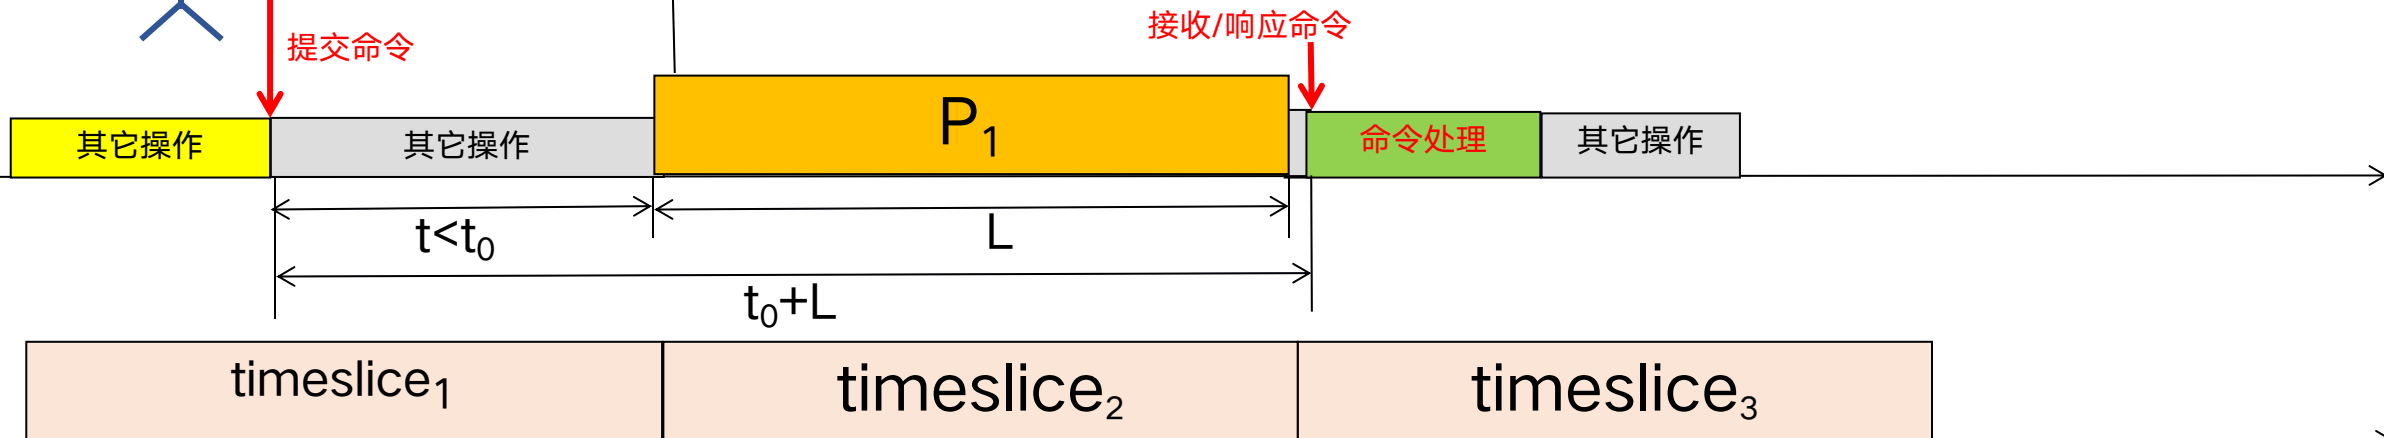 接收/响应命令
提交命令
其它操作
其它操作
P₁
命令处理
其它操作
t<t₀
L
t₀+L
timeslice₁
timeslice₂
timeslice₃